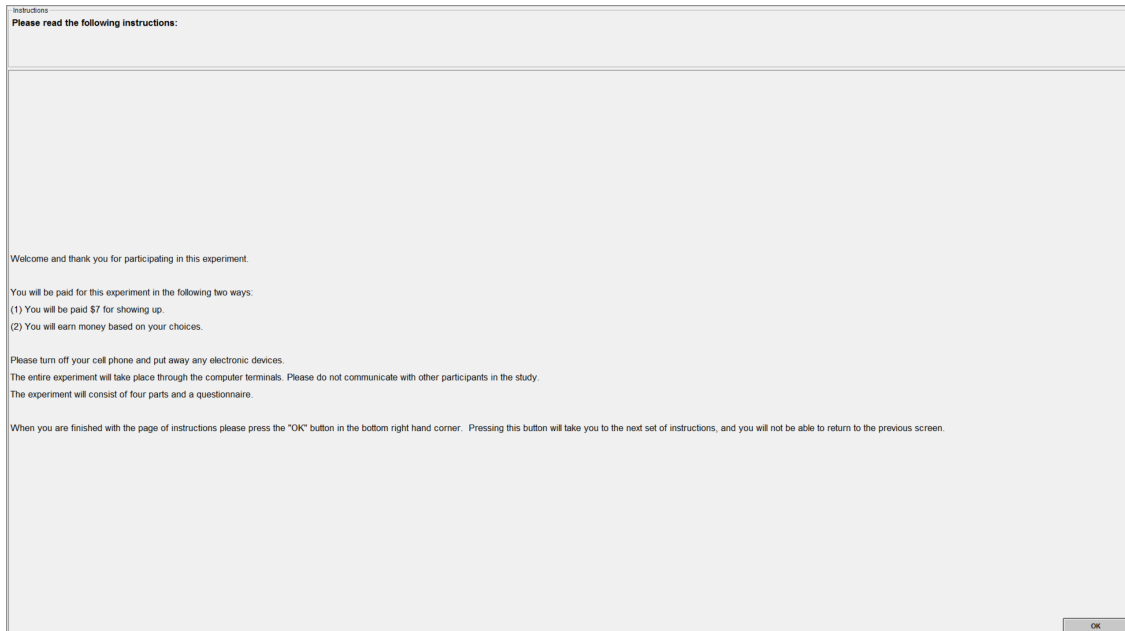 Instructions
Please read the following instructions:
Welcome and thank you for participating in this experiment.
You will be paid for this experiment in the following two ways:
(1) You will be paid $7 for showing up.
(2) You will earn money based on your choices.
Please turn off your cell phone and put away any electronic devices.
The entire experiment will take place through the computer terminals. Please do not communicate with other participants in the study.
The experiment will consist of four parts and a questionnaire.
When you are finished with the page of instructions please press the "OK" button in the bottom right hand corner. Pressing this button will take you to the next set of instructions, and you will not be able to return to the previous screen.
OK